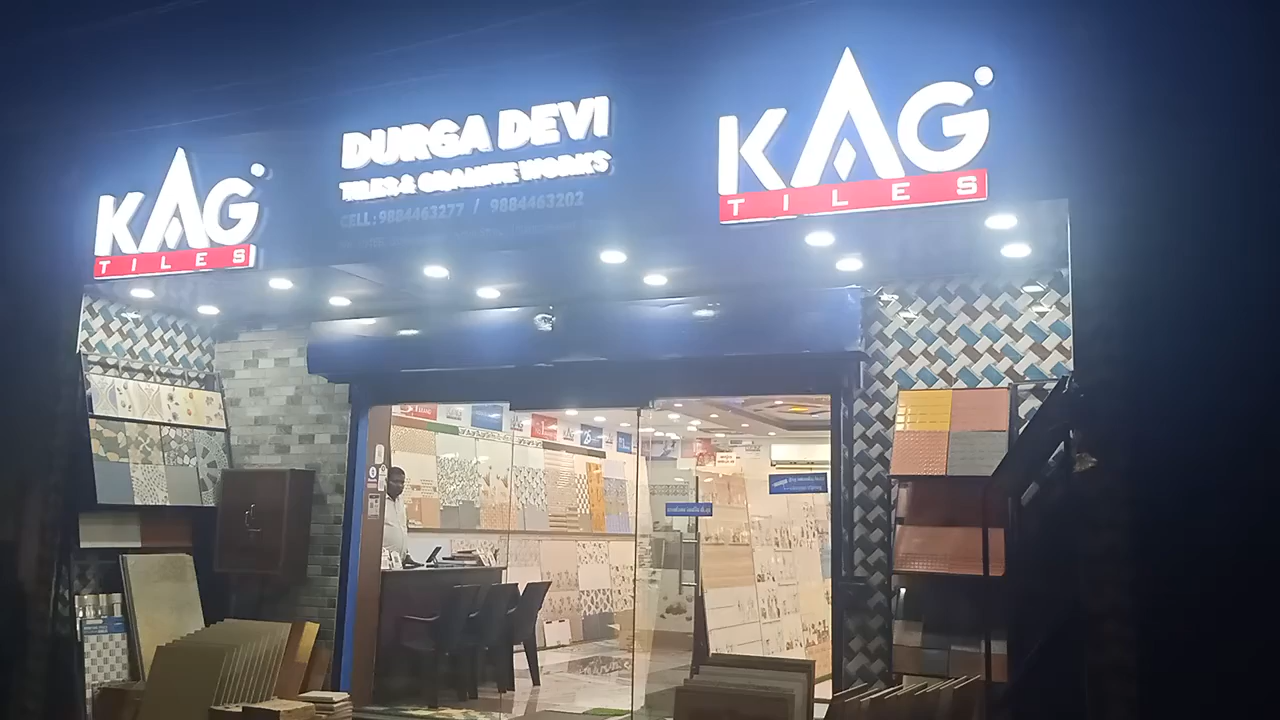 KAG
TILES
DURGA DEVI
TILES & GRANITE WORKS
CELL : 9884463277 / 9884463202
KAG
TILES